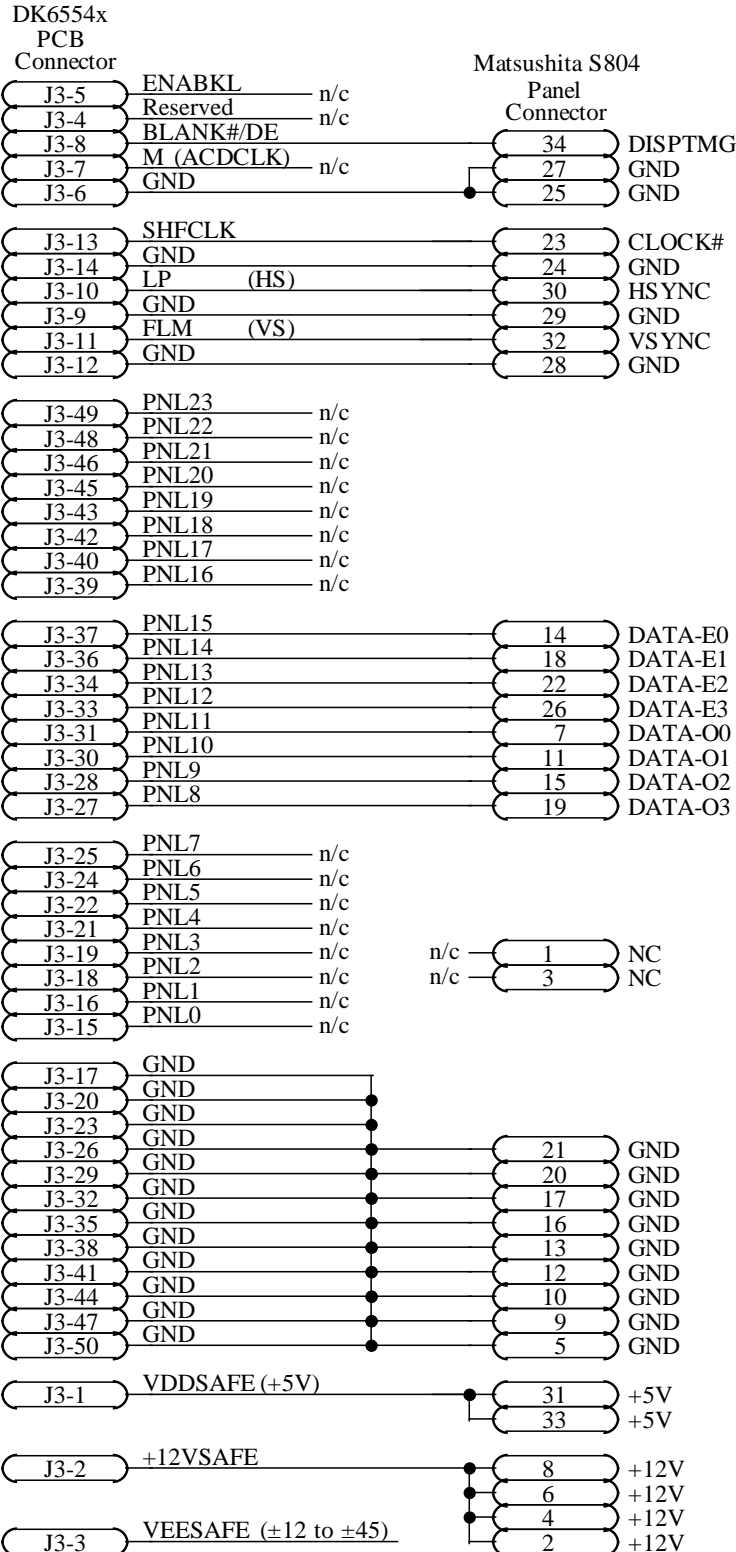 DK6554x
PCB
Connector
Matsushita S804
Panel
Connector
J3-5 ENABKL n/c
J3-4 Reserved n/c
J3-8 BLANK#/DE 34 DISPTMG
J3-7 M (ACDCLK) n/c 27 GND
J3-6 GND 25 GND
J3-13 SHFCLK 23 CLOCK#
J3-14 GND 24 GND
J3-10 LP (HS) 30 HSYNC
J3-9 GND 29 GND
J3-11 FLM (VS) 32 VSYNC
J3-12 GND 28 GND
J3-49 PNL23 n/c
J3-48 PNL22 n/c
J3-46 PNL21 n/c
J3-45 PNL20 n/c
J3-43 PNL19 n/c
J3-42 PNL18 n/c
J3-40 PNL17 n/c
J3-39 PNL16 n/c
J3-37 PNL15 14 DATA-E0
J3-36 PNL14 18 DATA-E1
J3-34 PNL13 22 DATA-E2
J3-33 PNL12 26 DATA-E3
J3-31 PNL11 7 DATA-O0
J3-30 PNL10 11 DATA-O1
J3-28 PNL9 15 DATA-O2
J3-27 PNL8 19 DATA-O3
J3-25 PNL7 n/c
J3-24 PNL6 n/c
J3-22 PNL5 n/c
J3-21 PNL4 n/c
J3-19 PNL3 n/c n/c 1 NC
J3-18 PNL2 n/c n/c 3 NC
J3-16 PNL1 n/c
J3-15 PNL0 n/c
J3-17 GND
J3-20 GND
J3-23 GND
J3-26 GND 21 GND
J3-29 GND 20 GND
J3-32 GND 17 GND
J3-35 GND 16 GND
J3-38 GND 13 GND
J3-41 GND 12 GND
J3-44 GND 10 GND
J3-47 GND 9 GND
J3-50 GND 5 GND
J3-1 VDDSAFE (+5V) 31 +5V
33 +5V
J3-2 +12VSAFE 8 +12V
6 +12V
4 +12V
J3-3 VEESAFE (±12 to ±45) 2 +12V